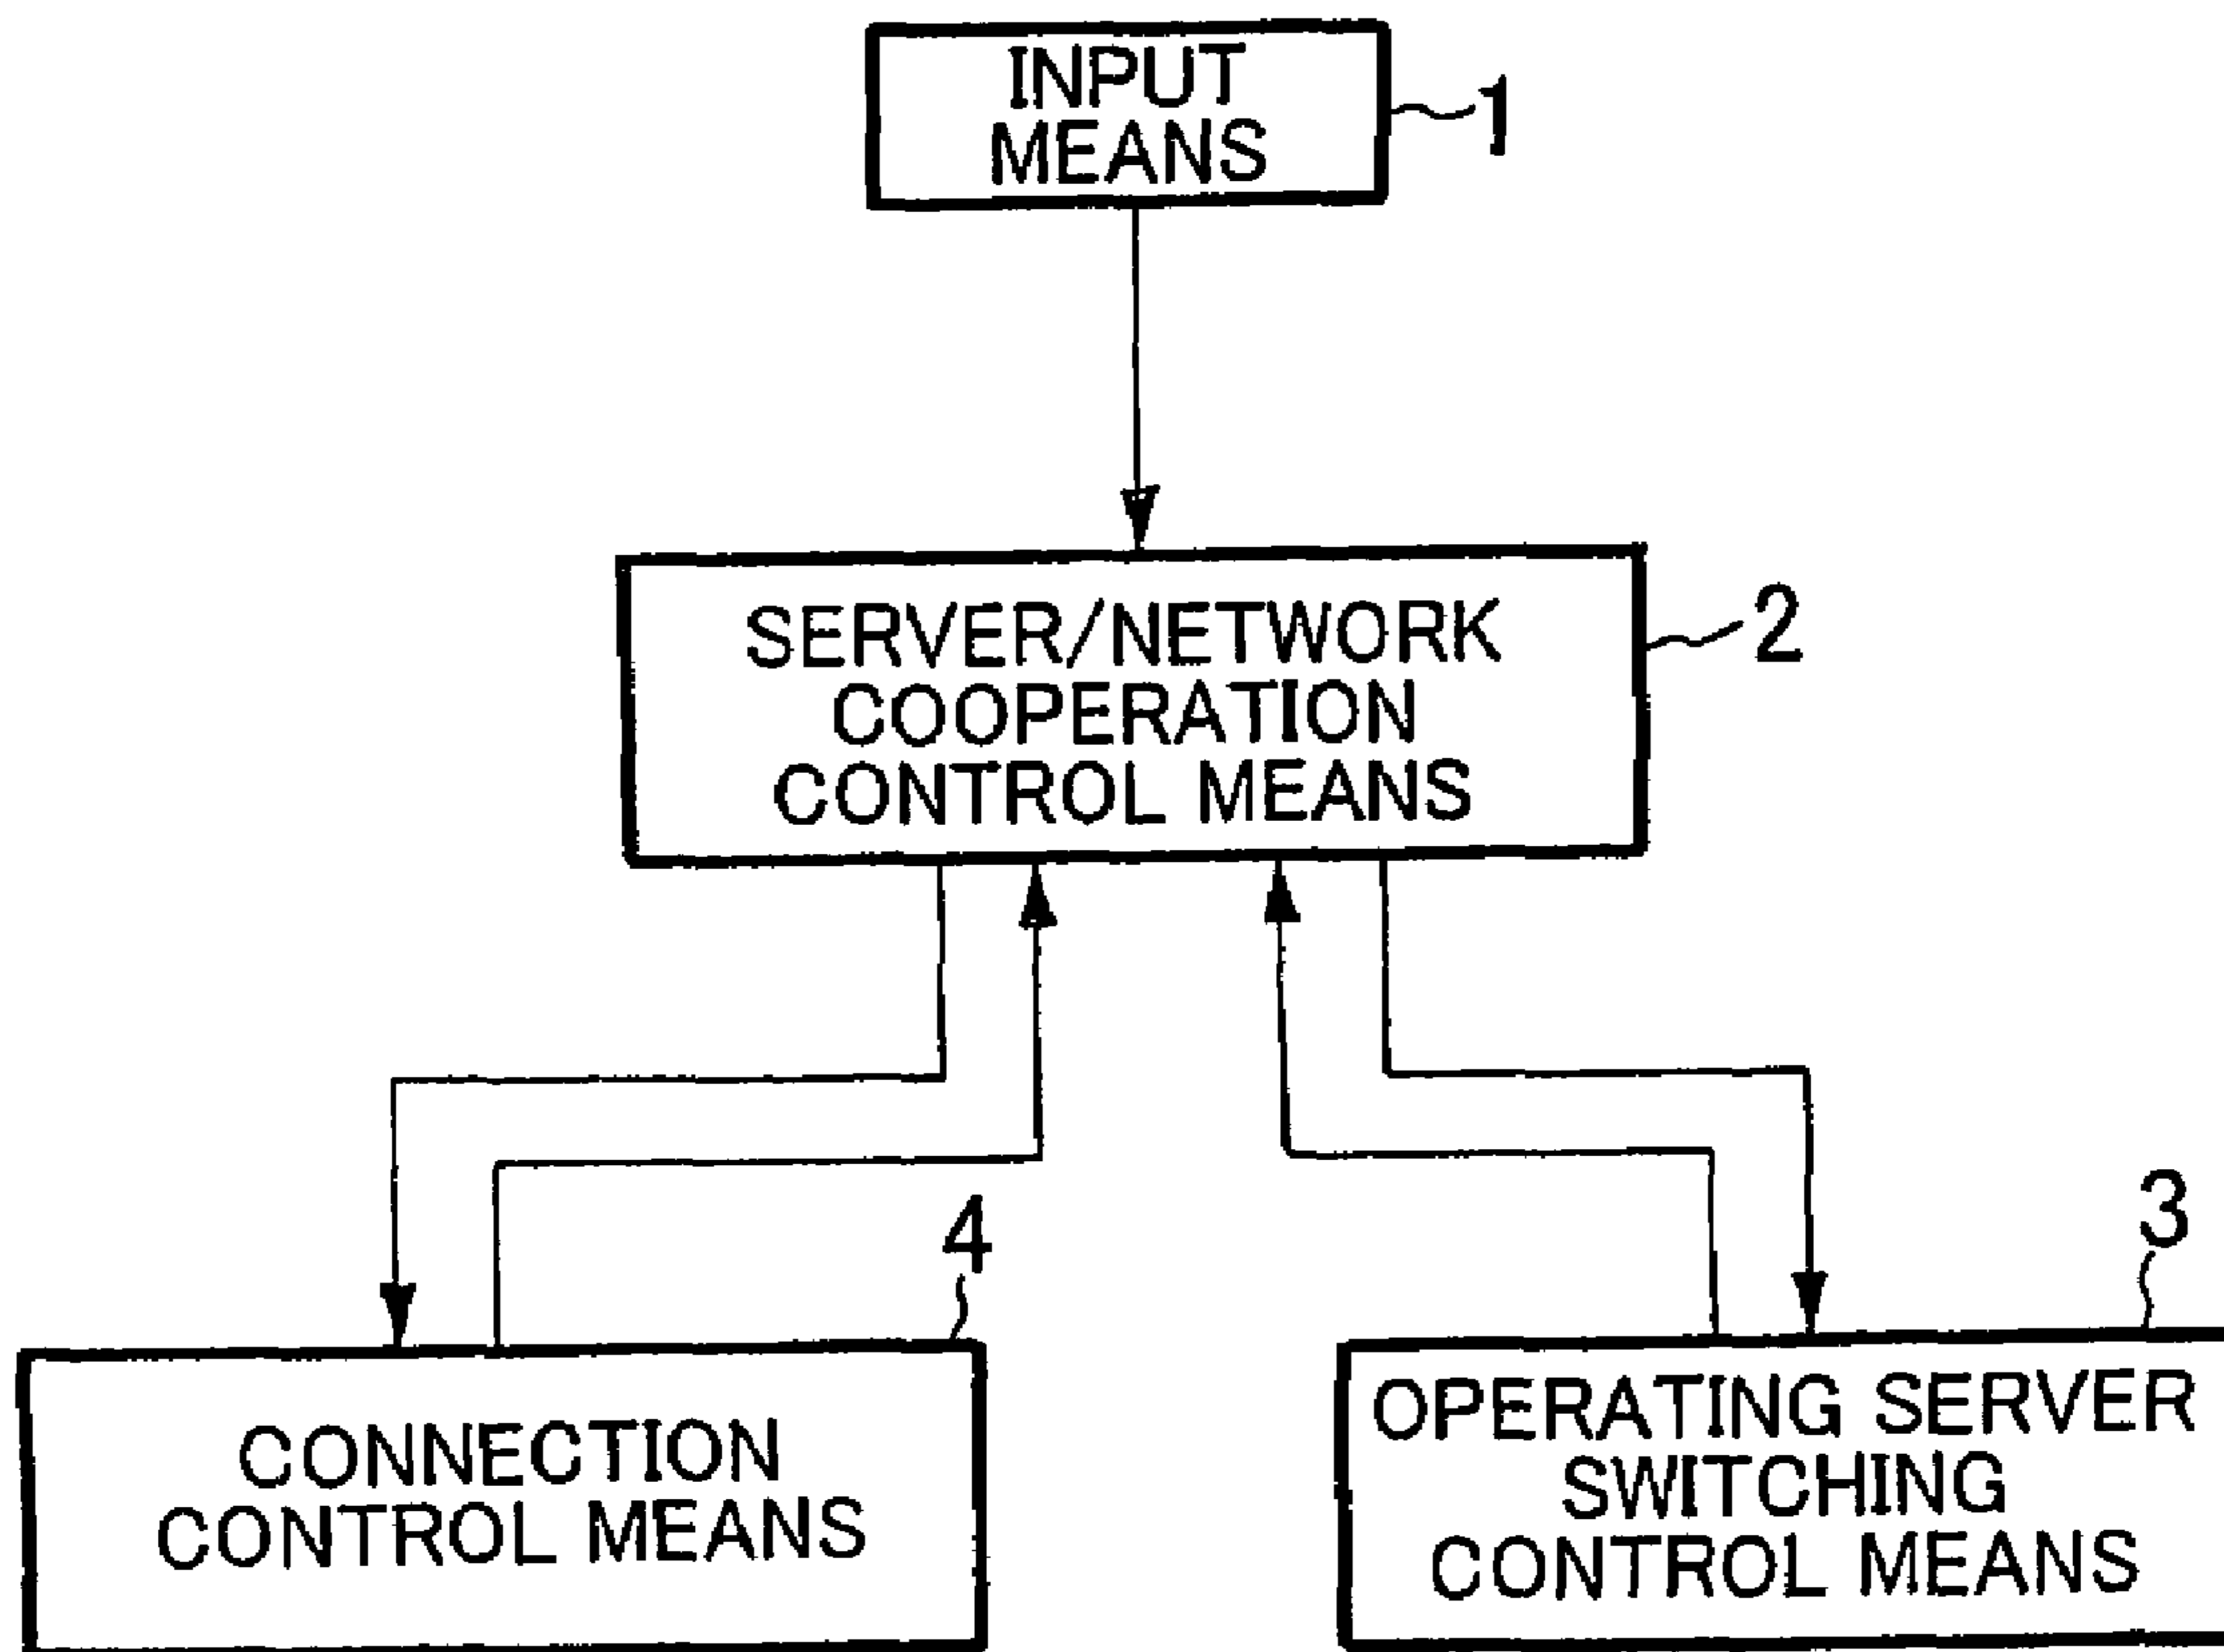 INPUT
MEANS
1
SERVER/NETWORK
COOPERATION
CONTROL MEANS
2
4
3
CONNECTION
CONTROL MEANS
OPERATING SERVER
SWITCHING
CONTROL MEANS